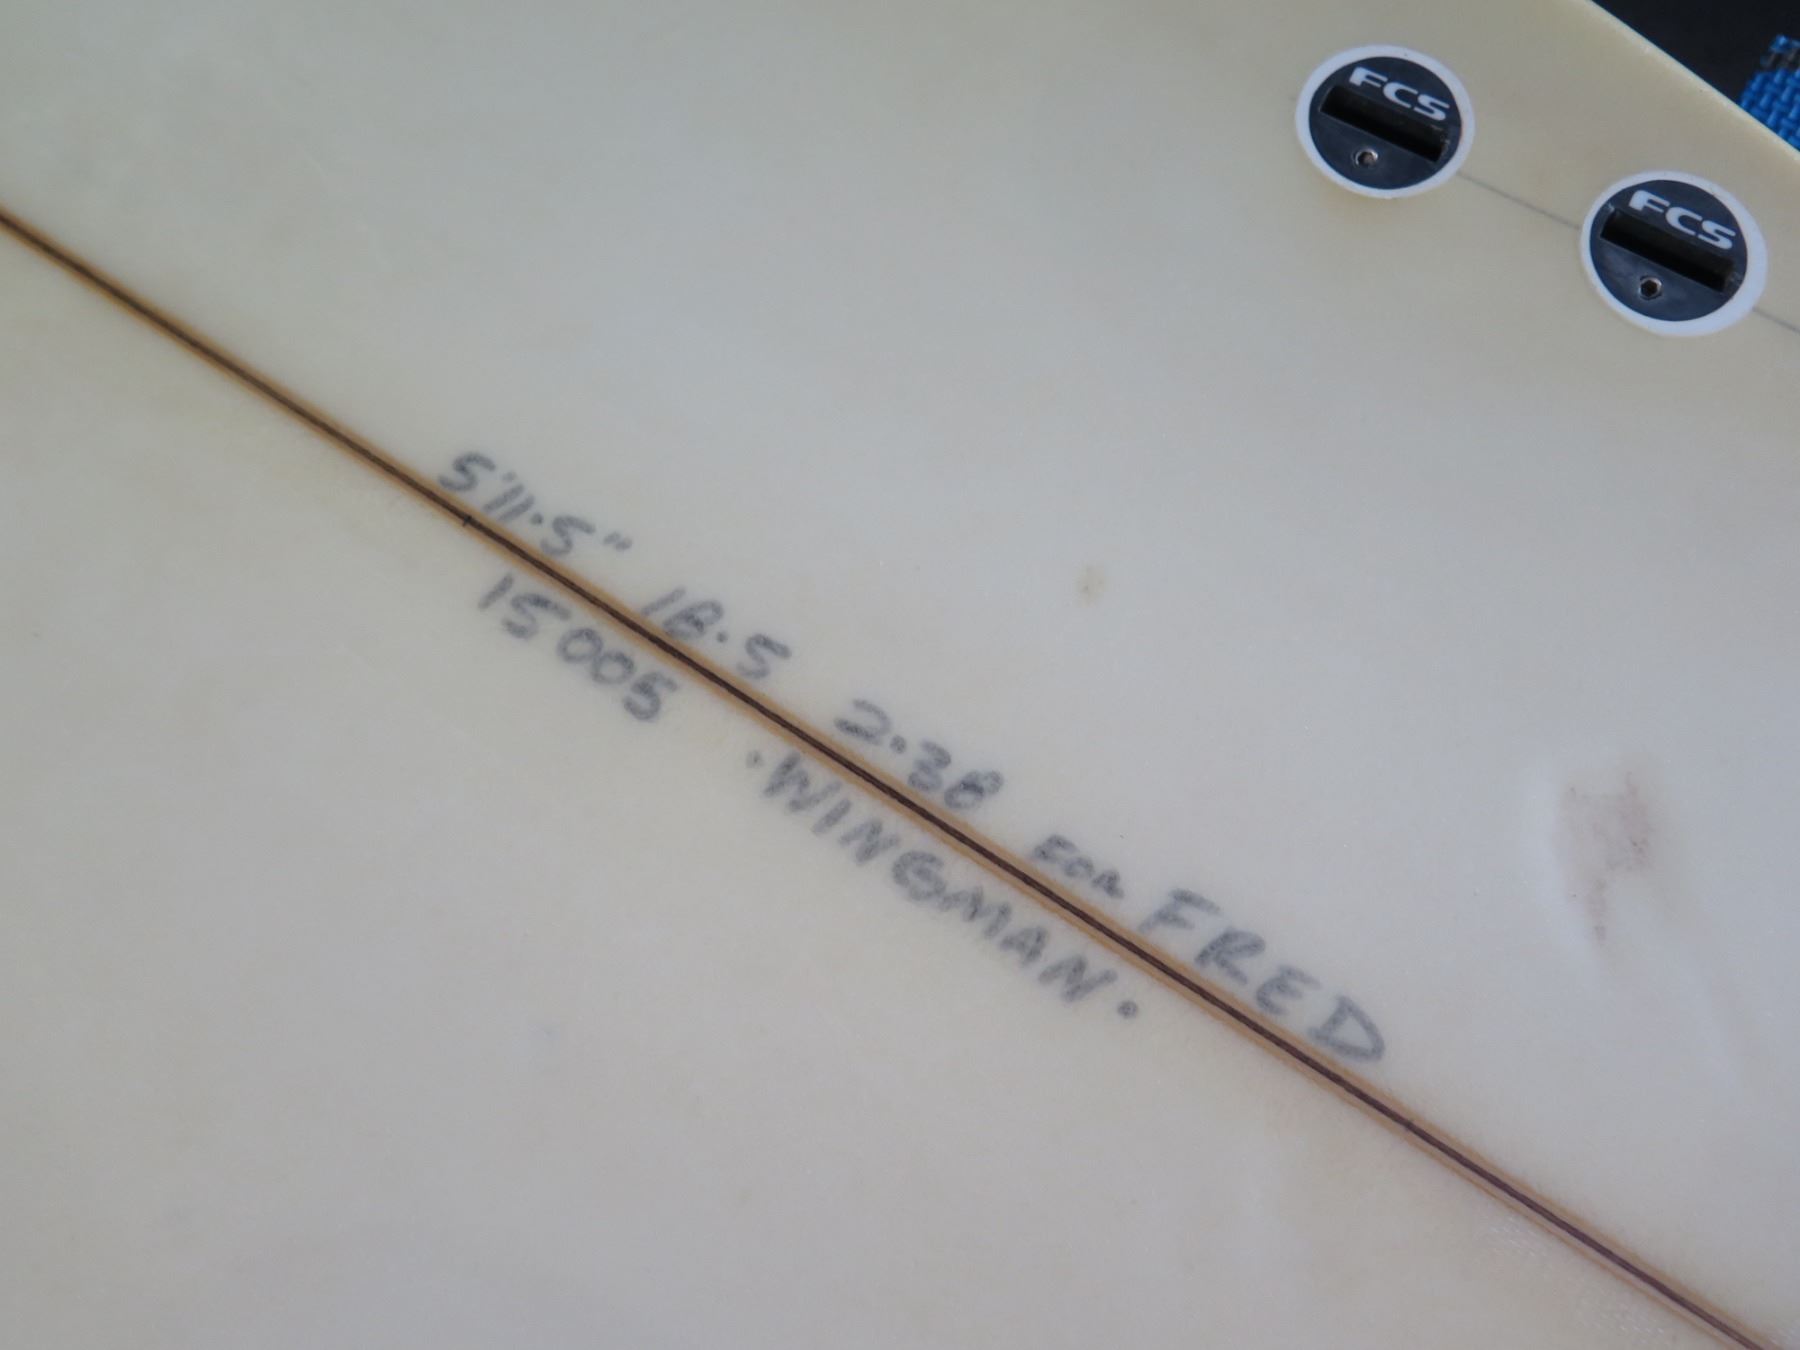 FCS
FCS
5'11.5" 18.5 2.38 FOR FRED
15005 ·WINGMAN·